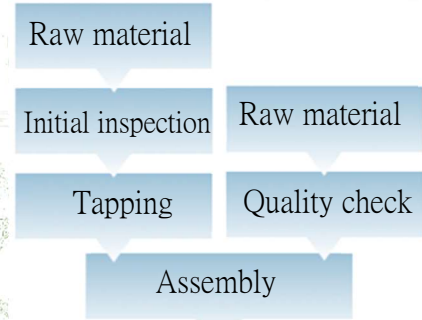 Raw material
Initial inspection
Raw material
Tapping
Quality check
Assembly